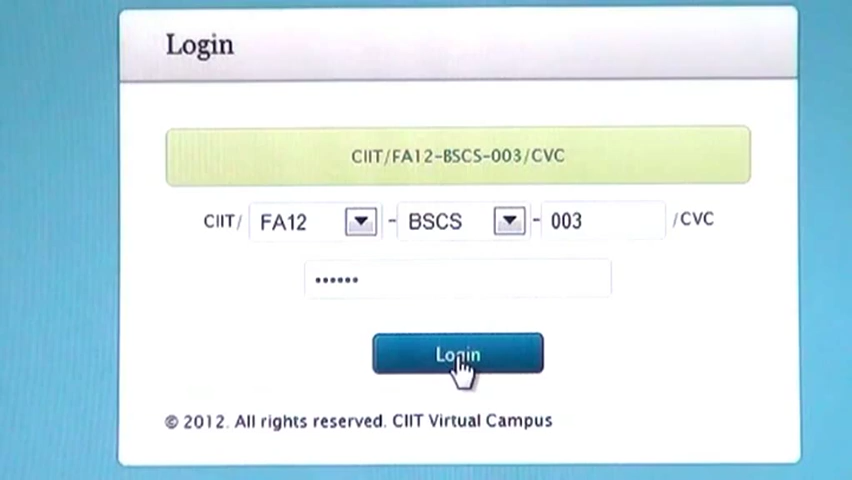 Login
CIIT/FA12-BSCS-003/CVC
CIIT/ FA12 - BSCS - 003 /CVC
••••••
Login
© 2012. All rights reserved. CIIT Virtual Campus